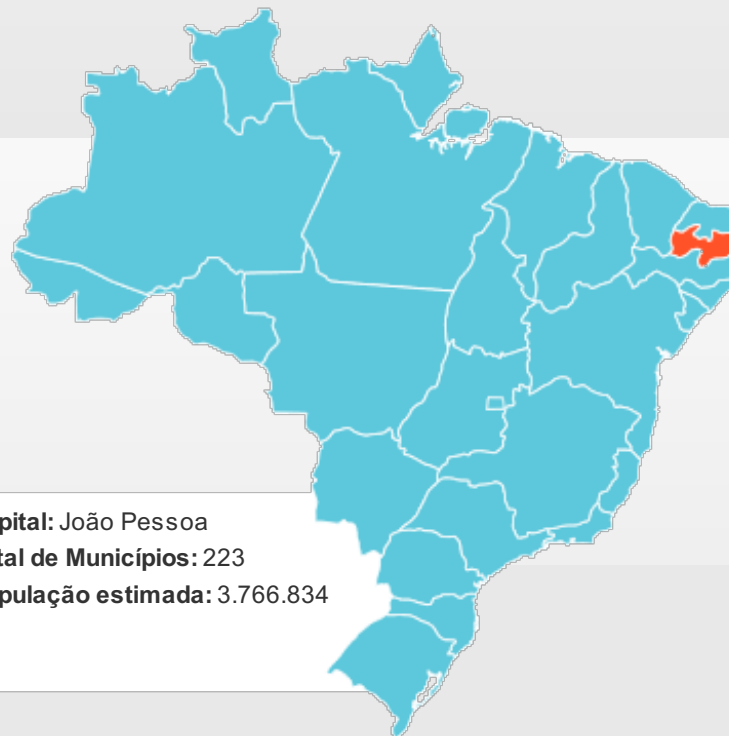 pital: João Pessoa
tal de Municípios: 223
pulação estimada: 3.766.834